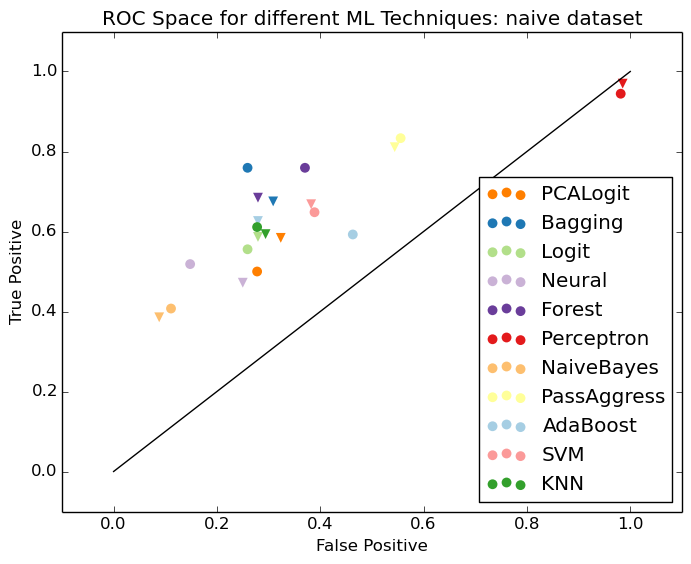 ROC Space for different ML Techniques: naive dataset
True Positive
1.0
0.8
0.6
0.4
0.2
0.0
0.0 0.2 0.4 0.6 0.8 1.0
False Positive
PCALogit
Bagging
Logit
Neural
Forest
Perceptron
NaiveBayes
PassAggress
AdaBoost
SVM
KNN